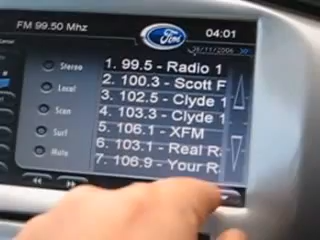 FM 99.50 Mhz
Ford
04:01
26/11/2006
Stereo
Local
Scan
Surf
Mute
1. 99.5 - Radio 1
2. 100.3 - Scott F
3. 102.5 - Clyde 1
4. 103.3 - Clyde 1
5. 106.1 - XFM
6. 103.1 - Real R
7. 106.9 - Your R